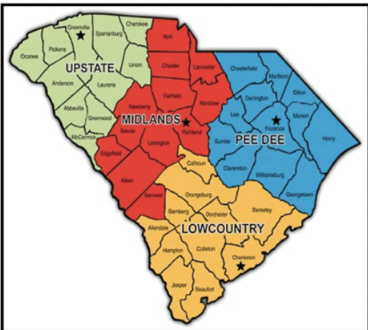 Cherokee
Greenville
Spartanburg
York
Oconee
Pickens
UPSTATE
Union
Chester
Lancaster
Chesterfield
Marlboro
Anderson
Laurens
Fairfield
Darlington
Dillon
Abbeville
Greenwood
Newberry
Kershaw
Lee
Marion
MIDLANDS
Florence
McCormick
Saluda
Richland
PEE DEE
Horry
Edgefield
Lexington
Sumter
Calhoun
Clarendon
Williamsburg
Aiken
Orangeburg
Georgetown
Barnwell
Bamberg
Dorchester
Berkeley
Allendale
LOWCOUNTRY
Hampton
Colleton
Charleston
Jasper
Beaufort